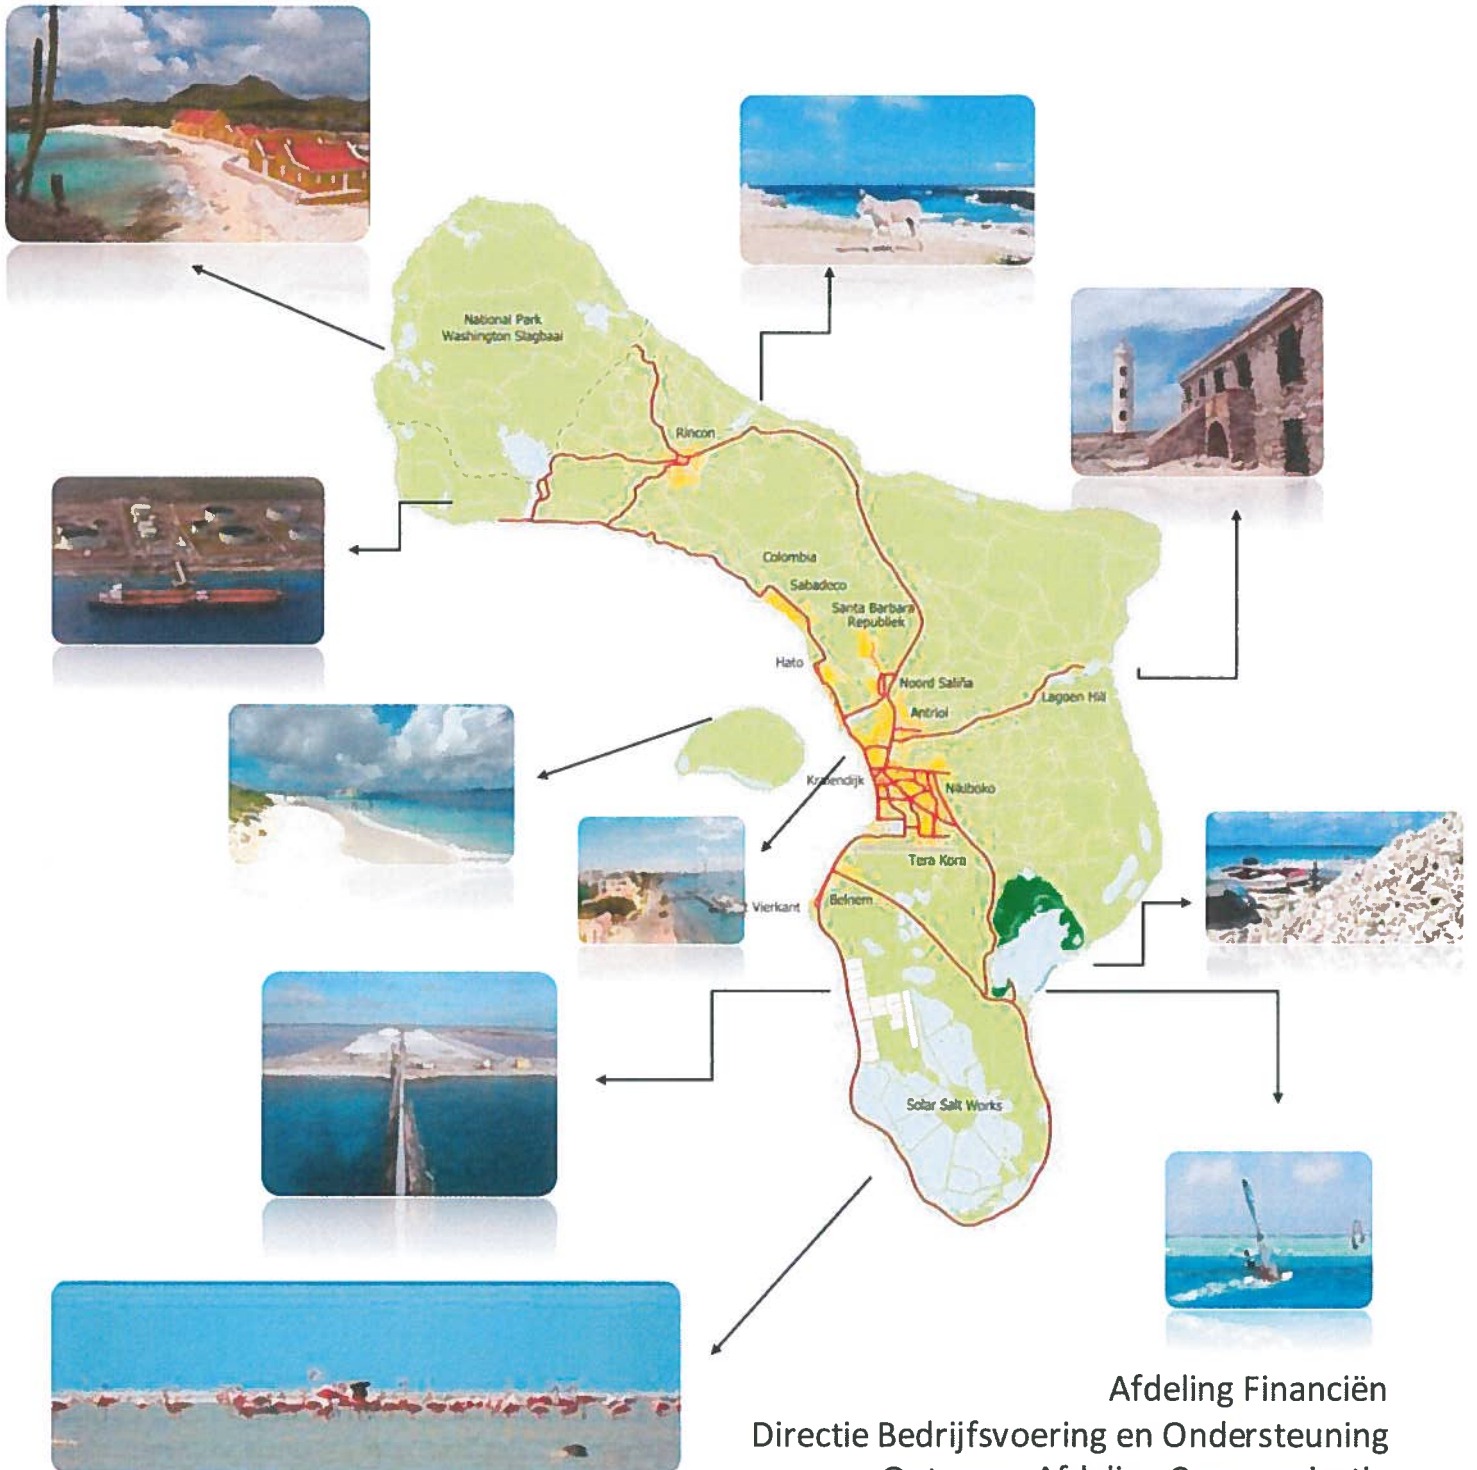 National Park
Washington Slagbaai
Rincon
Colombia
Sabadeco
Santa Barbara
Republiek
Hato
Noord Saliña
Lagoen Hill
Antriol
Nikiboko
Tera Kora
Vierkant
Belnem
Solar Salt Works
Afdeling Financiën
Directie Bedrijfsvoering en Ondersteuning